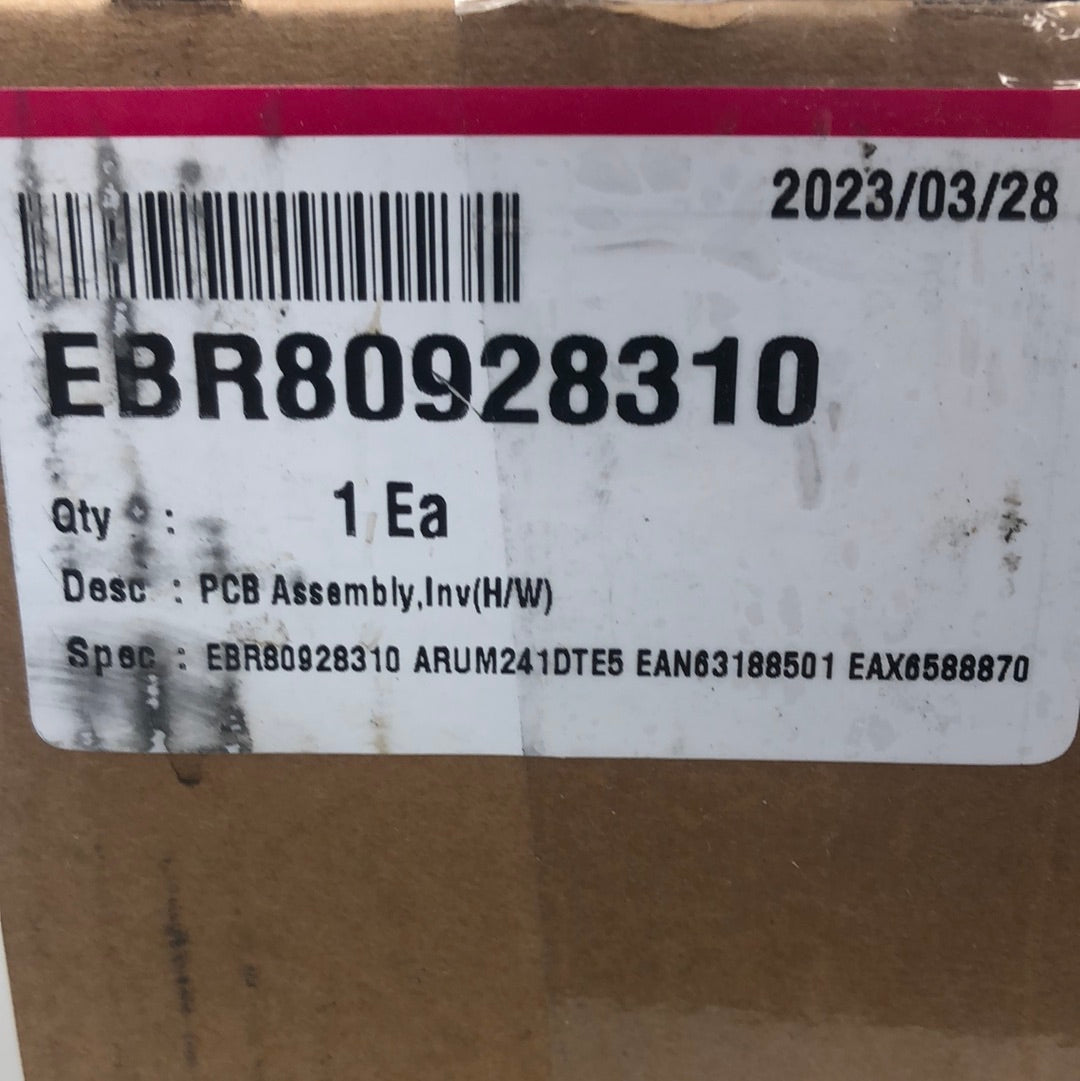 2023/03/28
EBR80928310
Qty : 1 Ea
Desc : PCB Assembly,Inv(H/W)
Spec : EBR80928310 ARUM241DTE5 EAN63188501 EAX6588870